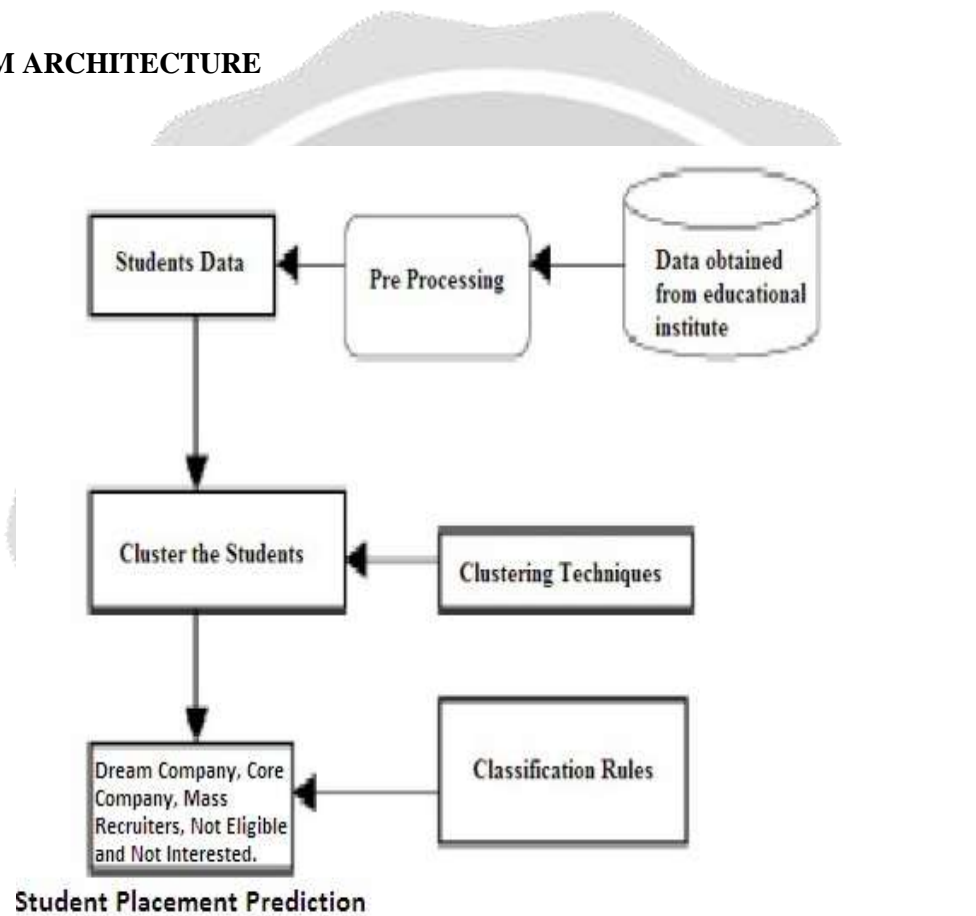 M ARCHITECTURE
Students Data
Pre Processing
Data obtained
from educational
institute
Cluster the Students
Clustering Techniques
Dream Company, Core
Company, Mass
Recruiters, Not Eligible
and Not Interested.
Classification Rules
Student Placement Prediction